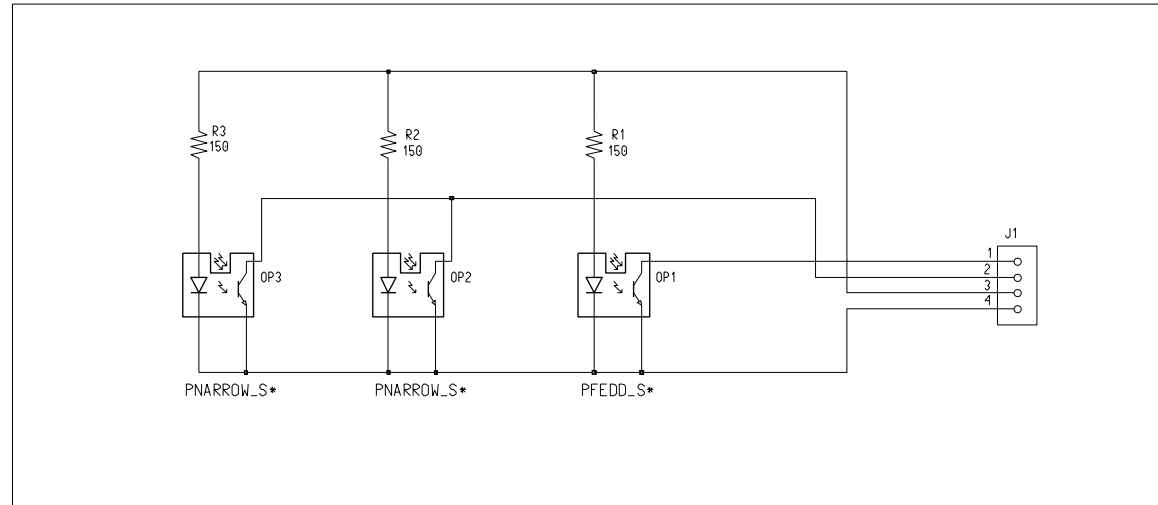 R3
150
R2
150
R1
150
J1
1
2
3
4
OP3
OP2
OP1
PNARROW_S*
PNARROW_S*
PFEDD_S*